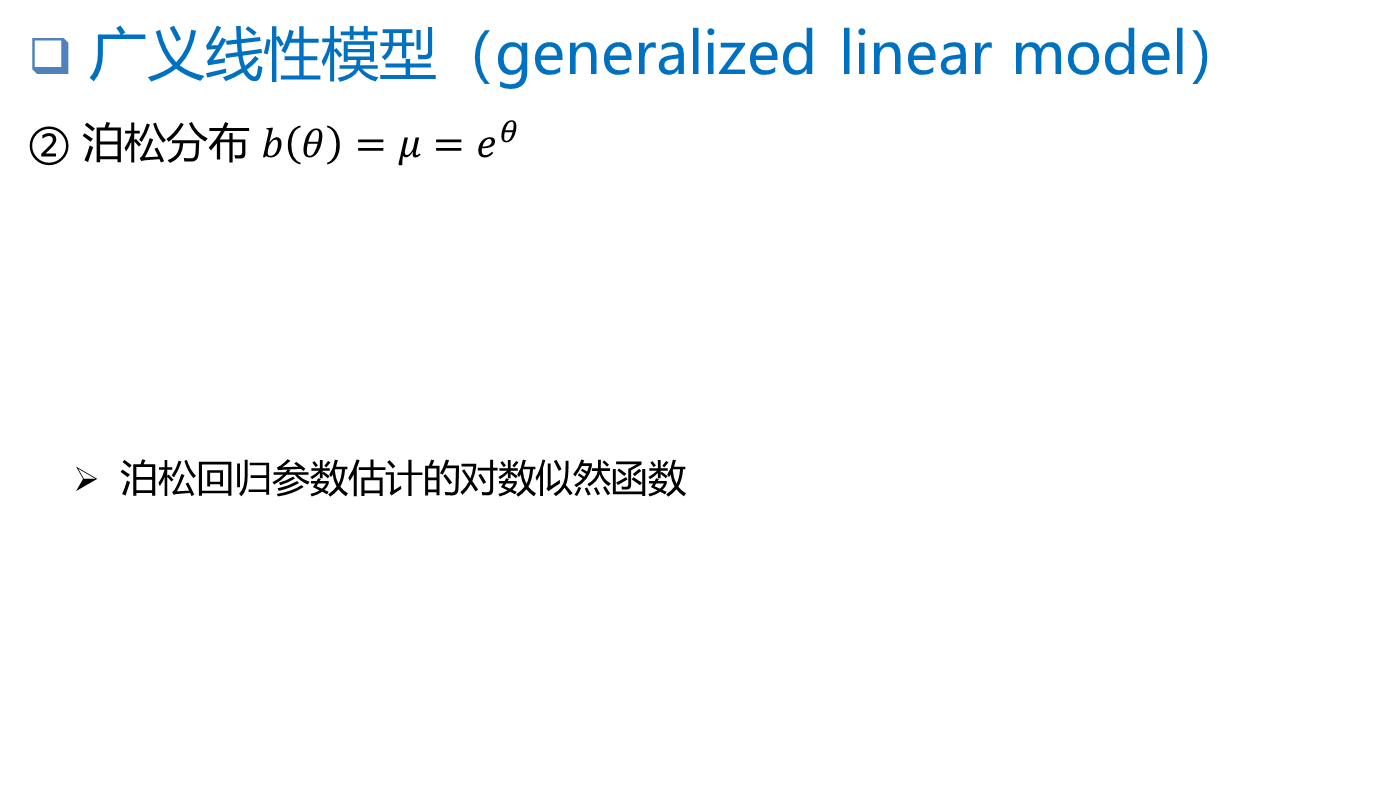 广义线性模型（generalized linear model）
② 泊松分布 𝑏(𝜃) = 𝜇 = 𝑒^𝜃
➢ 泊松回归参数估计的对数似然函数